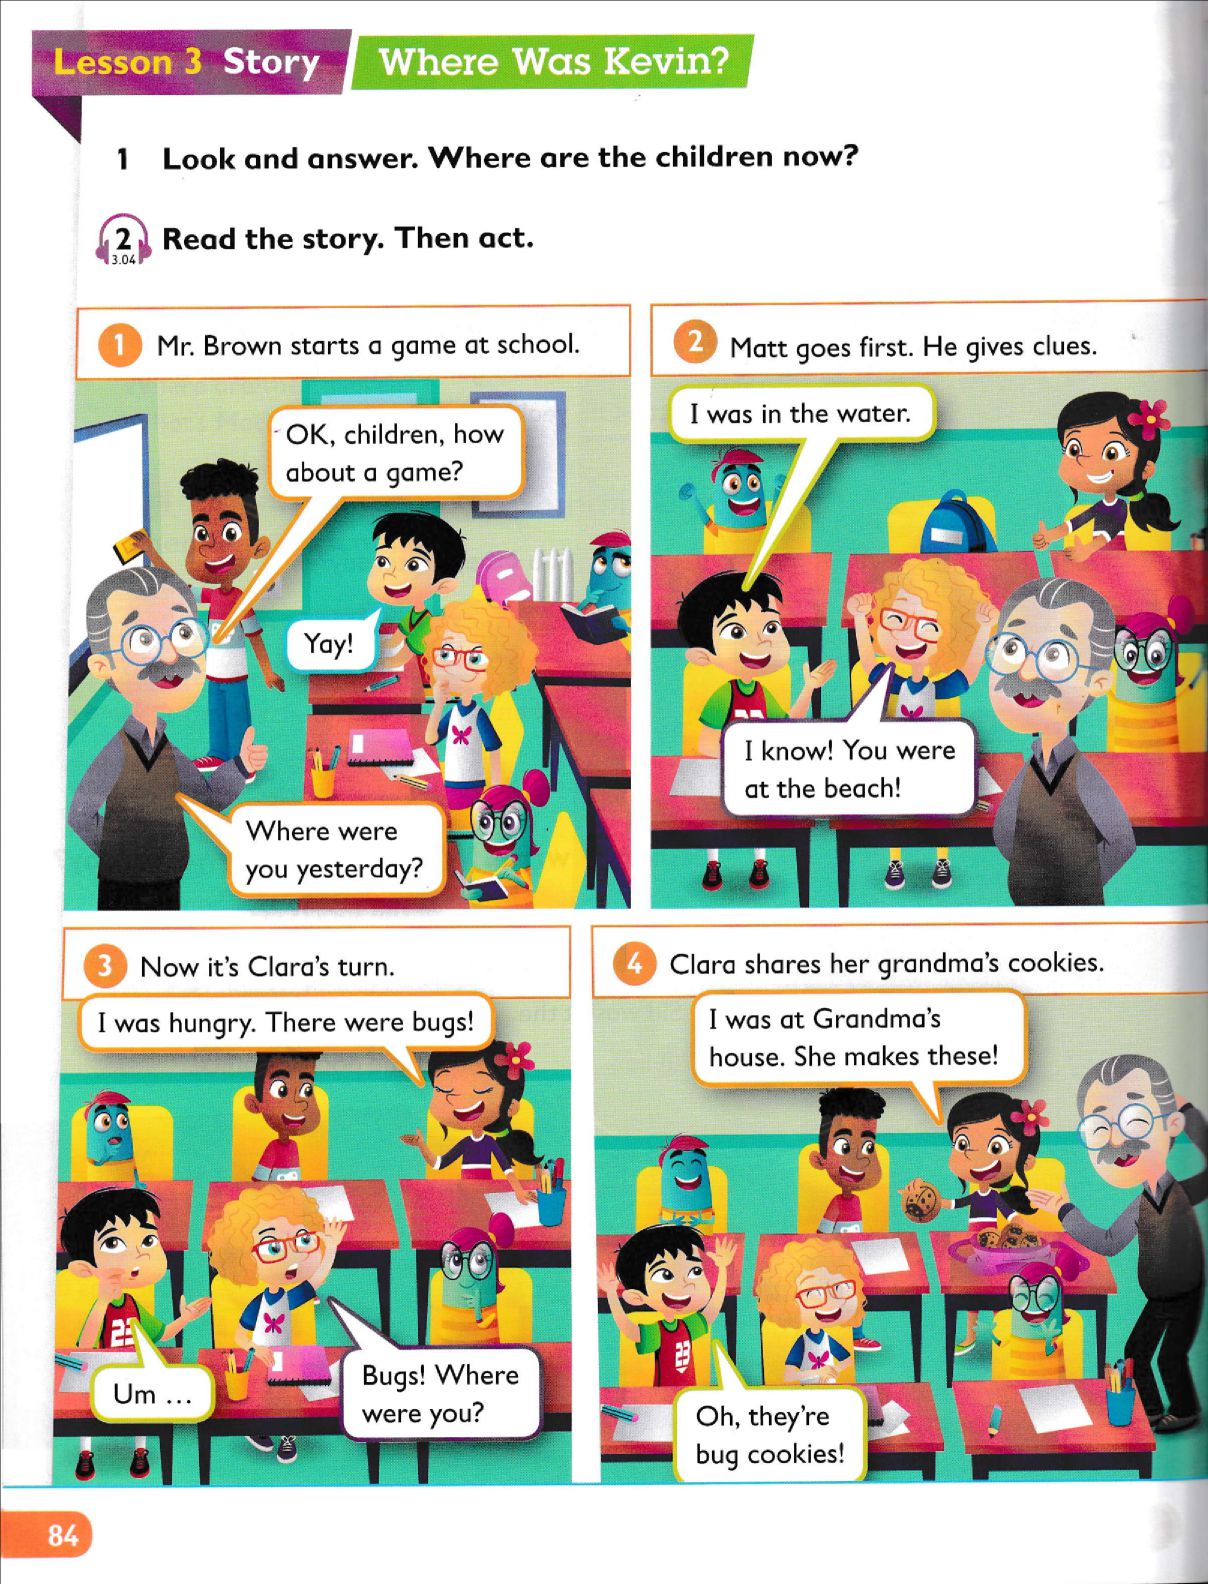 Lesson 3 Story Where Was Kevin?
1 Look and answer. Where are the children now?
2 Read the story. Then act.
3.04
1 Mr. Brown starts a game at school.
OK, children, how
about a game?
Yay!
Where were
you yesterday?
2 Matt goes first. He gives clues.
I was in the water.
I know! You were
at the beach!
3 Now it's Clara's turn.
I was hungry. There were bugs!
Um ...
Bugs! Where
were you?
23
4 Clara shares her grandma's cookies.
I was at Grandma's
house. She makes these!
23
Oh, they're
bug cookies!
84